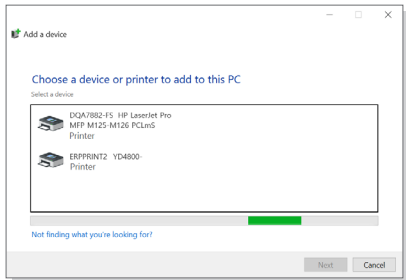 Add a device
Choose a device or printer to add to this PC
Select a device
DQA7882-F5 HP LaserJet Pro
MFP M125-M126 PCLmS
Printer
ERPPRINT2 YD4800-
Printer
Not finding what you're looking for?
Next
Cancel